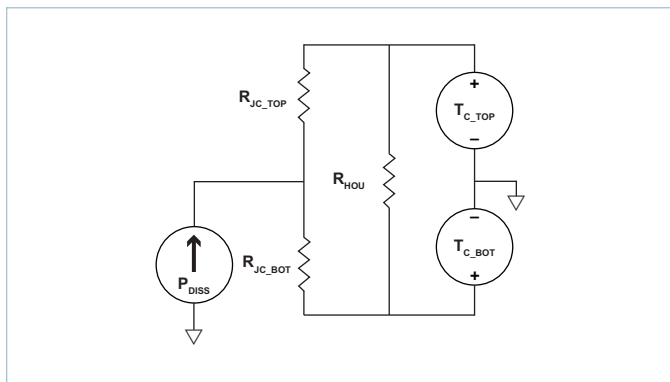 R_JC_TOP
+
T_C_TOP
–
R_HOU
–
T_C_BOT
+
R_JC_BOT
P_DISS